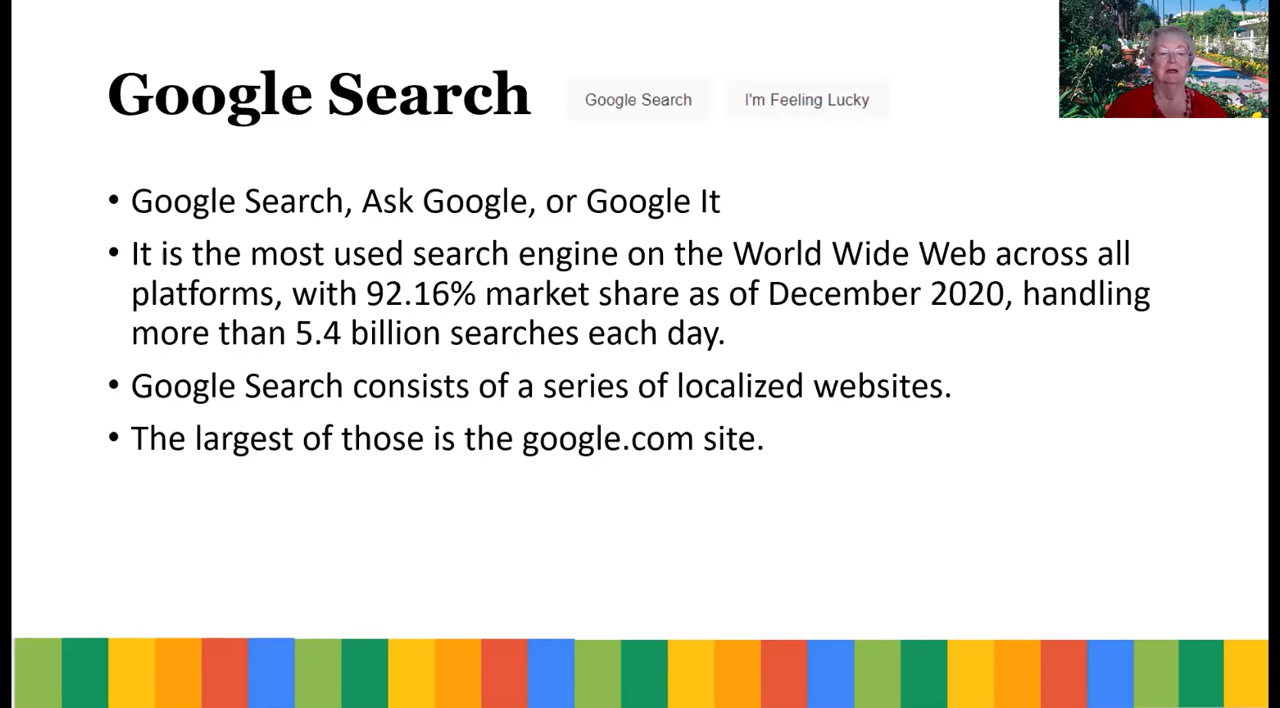 Google Search
Google Search
I'm Feeling Lucky
• Google Search, Ask Google, or Google It
• It is the most used search engine on the World Wide Web across all
platforms, with 92.16% market share as of December 2020, handling
more than 5.4 billion searches each day.
• Google Search consists of a series of localized websites.
• The largest of those is the google.com site.